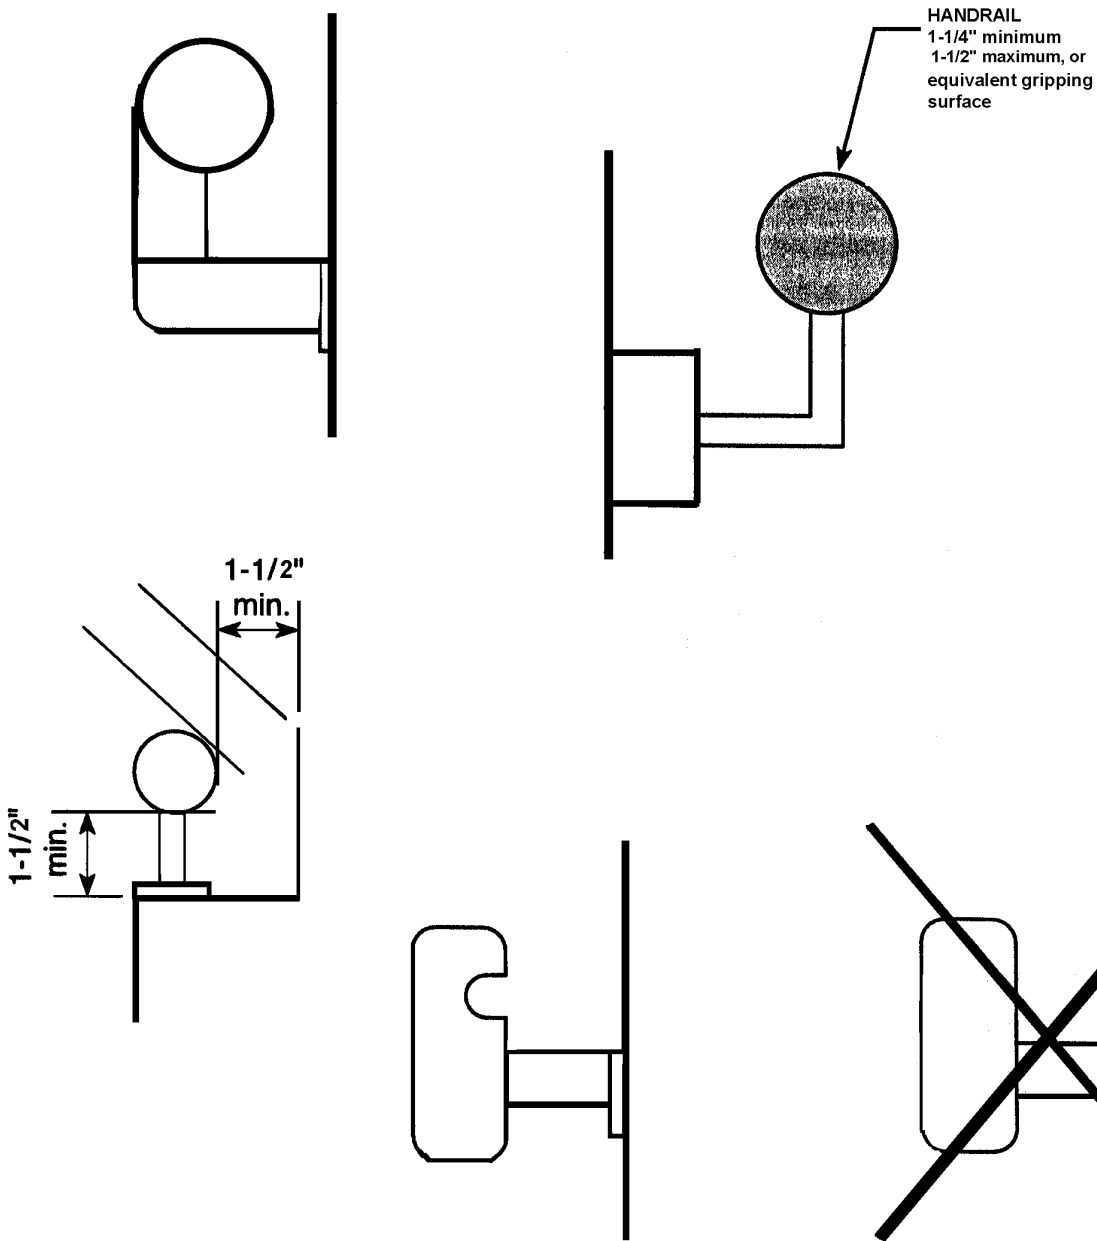 HANDRAIL
1-1/4" minimum
1-1/2" maximum, or
equivalent gripping
surface
1-1/2"
min.
1-1/2"
min.